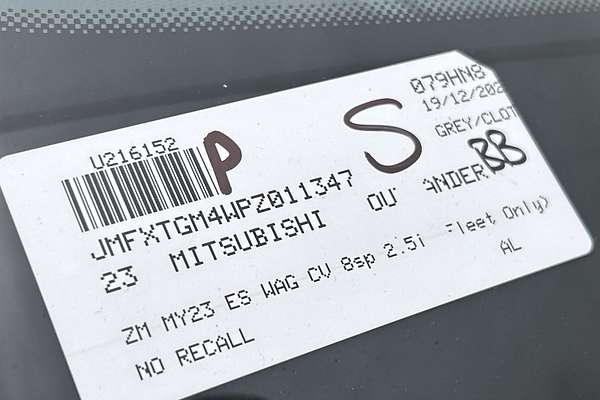 U216152
P
S
079HN8
19/12/202
GREY/CLOT
BB
JMFXTGM4WPZ011347
23 MITSUBISHI OU ANDER
ZM MY23 ES WAG CV 8sp 2.5i Fleet Only>
AL
NO RECALL